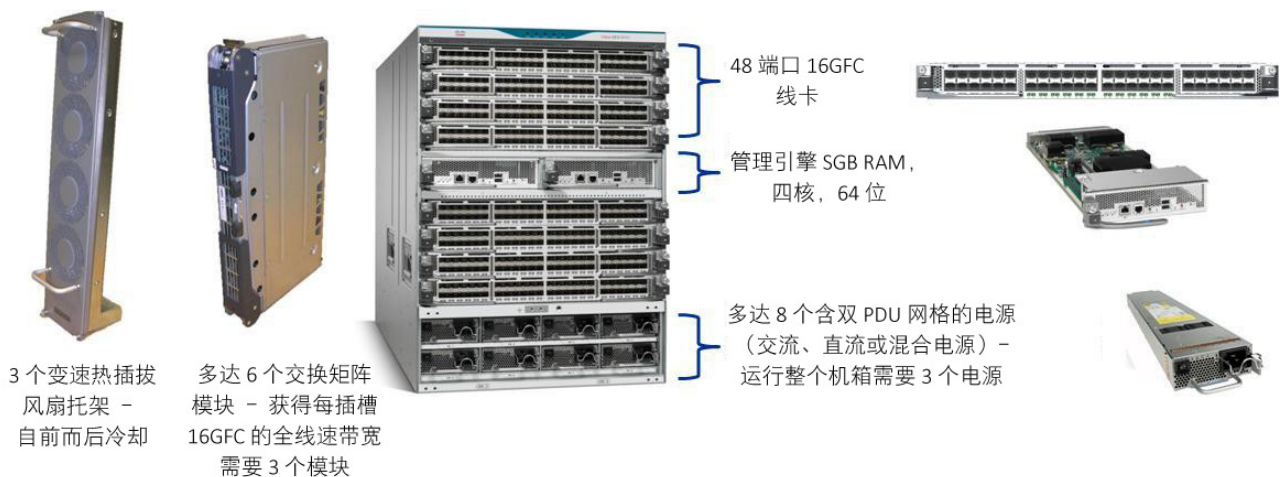 3 个变速热插拔
风扇托架 –
自前而后冷却
多达 6 个交换矩阵
模块 – 获得每插槽
16GFC 的全线速带宽
需要 3 个模块
48 端口 16GFC
线卡
管理引擎 SGB RAM,
四核，64 位
多达 8 个含双 PDU 网格的电源
（交流、直流或混合电源）–
运行整个机箱需要 3 个电源